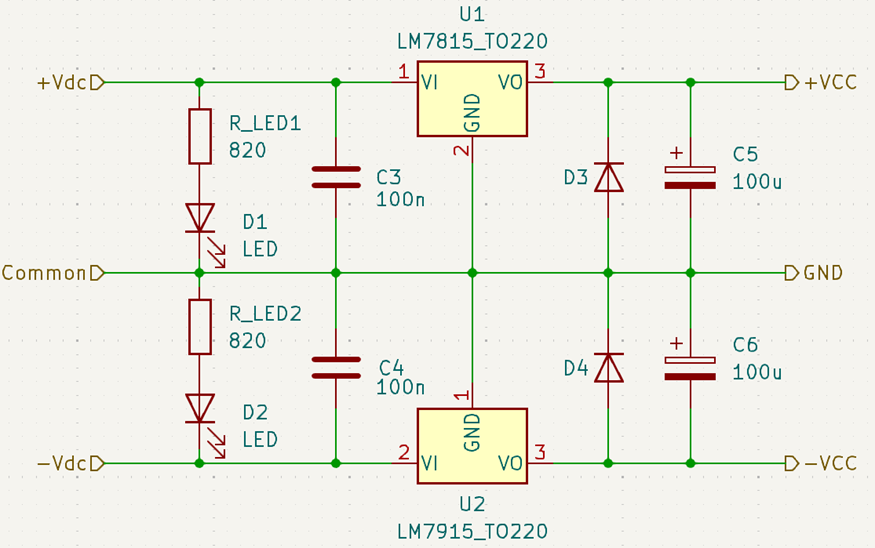 U1
LM7815_TO220
+Vdc
1
VI
VO
3
+VCC
GND
2
R_LED1
820
C3
100n
D3
+
C5
100u
D1
LED
Common
GND
R_LED2
820
C4
100n
D4
+
C6
100u
D2
LED
1
GND
-Vdc
2
VI
VO
3
-VCC
U2
LM7915_TO220